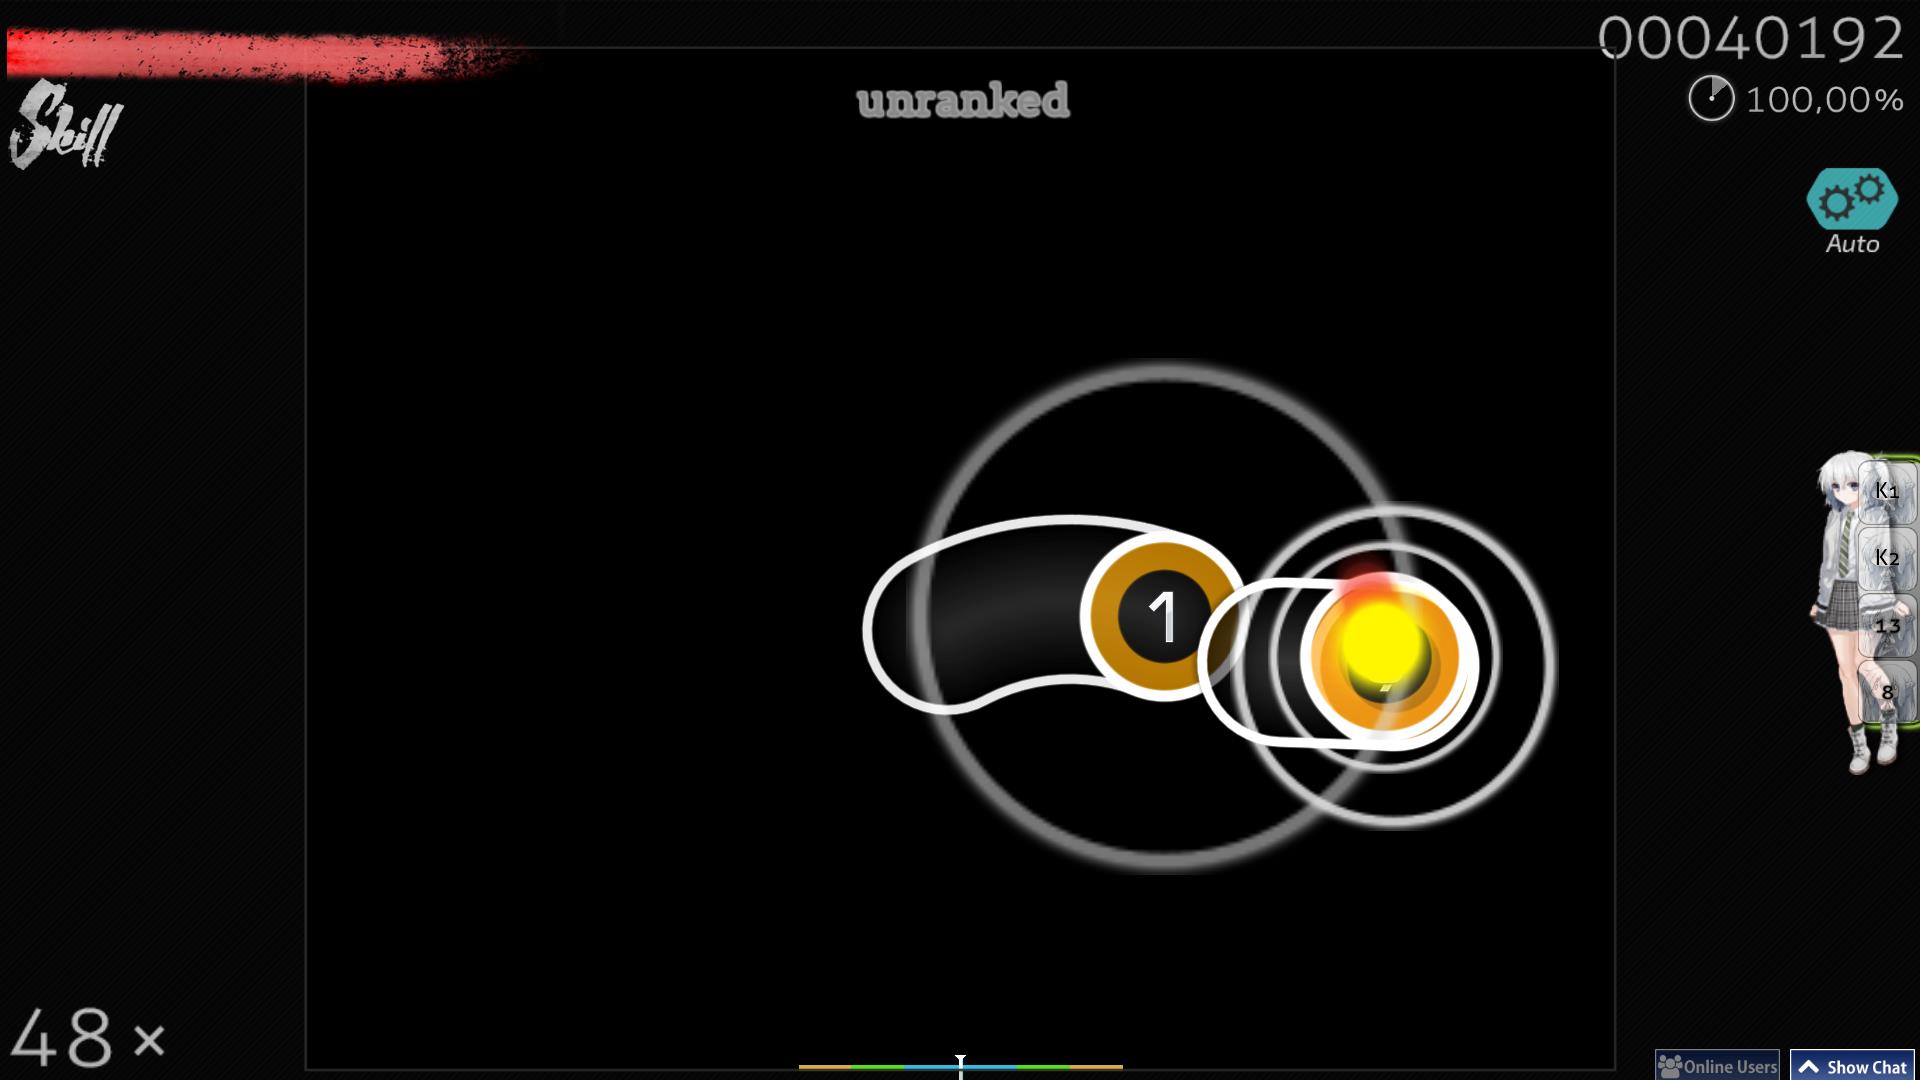 00040192
unranked
100,00%
Skill
Auto
K1
K2
13
8
1
48×
Online Users
Show Chat